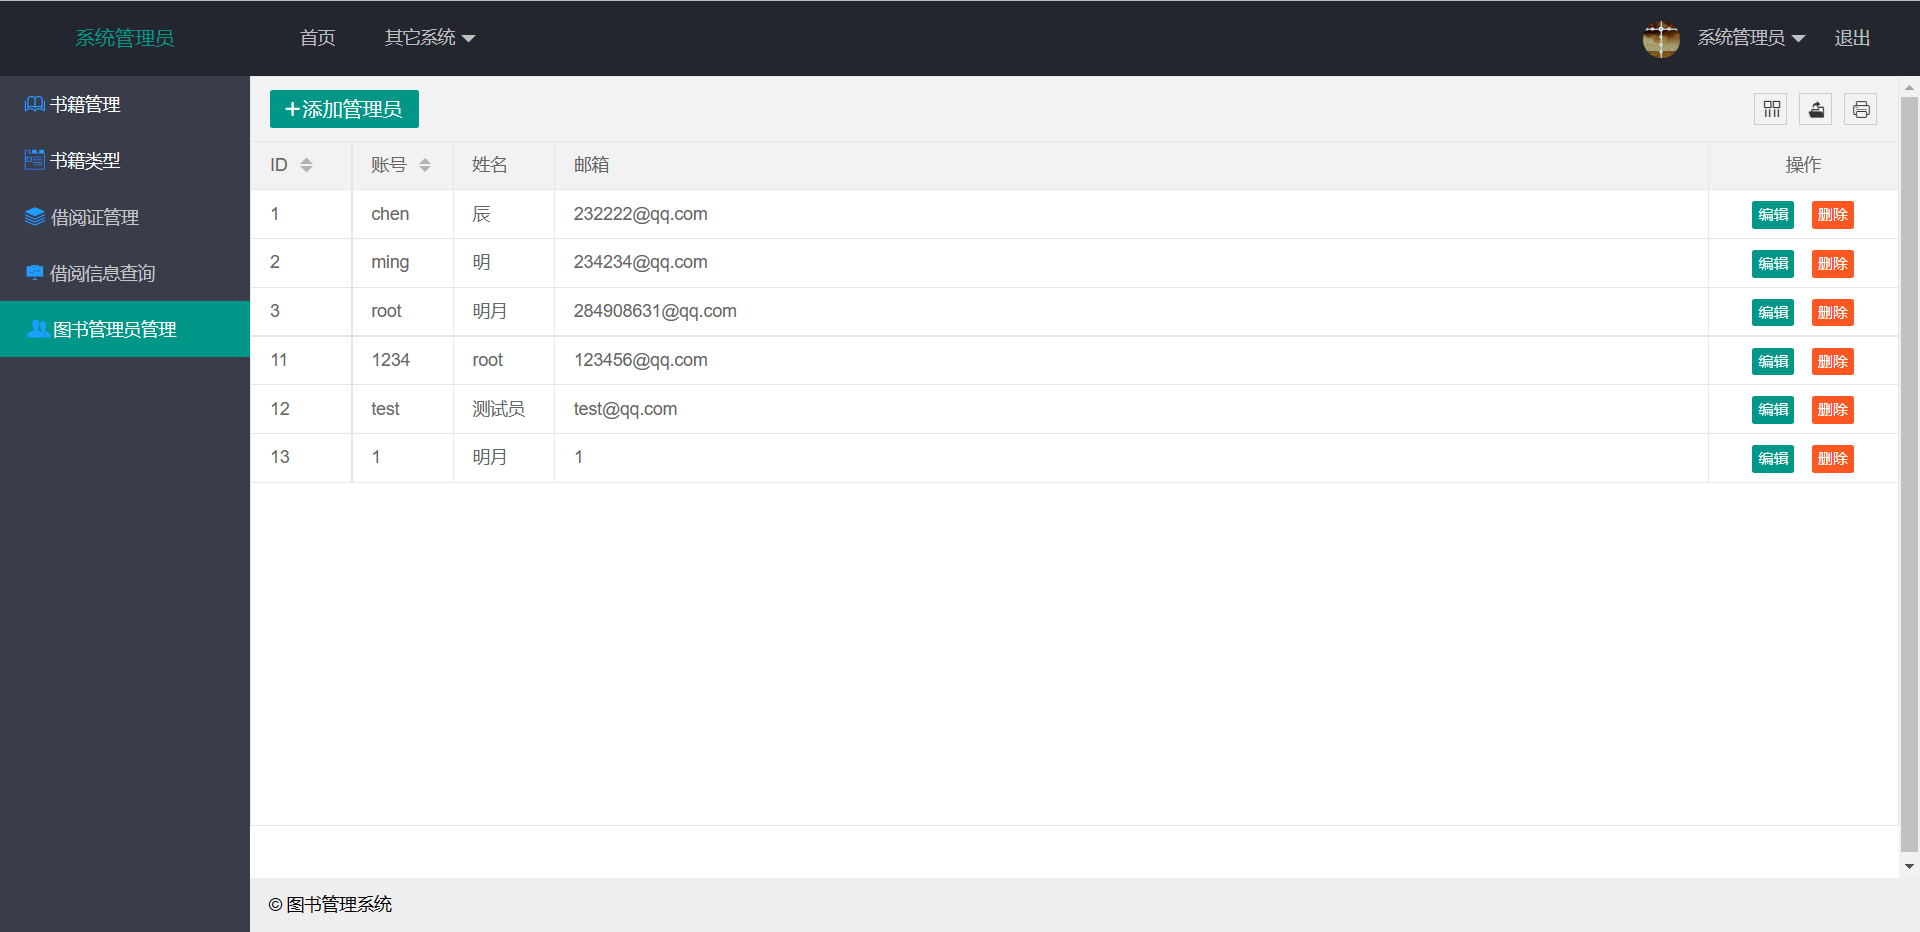 系统管理员 首页 其它系统 系统管理员 退出
书籍管理
书籍类型
借阅证管理
借阅信息查询
图书管理员管理
+添加管理员
ID 账号 姓名 邮箱 操作
1 chen 辰 232222@qq.com 编辑 删除
2 ming 明 234234@qq.com 编辑 删除
3 root 明月 284908631@qq.com 编辑 删除
11 1234 root 123456@qq.com 编辑 删除
12 test 测试员 test@qq.com 编辑 删除
13 1 明月 1 编辑 删除
© 图书管理系统